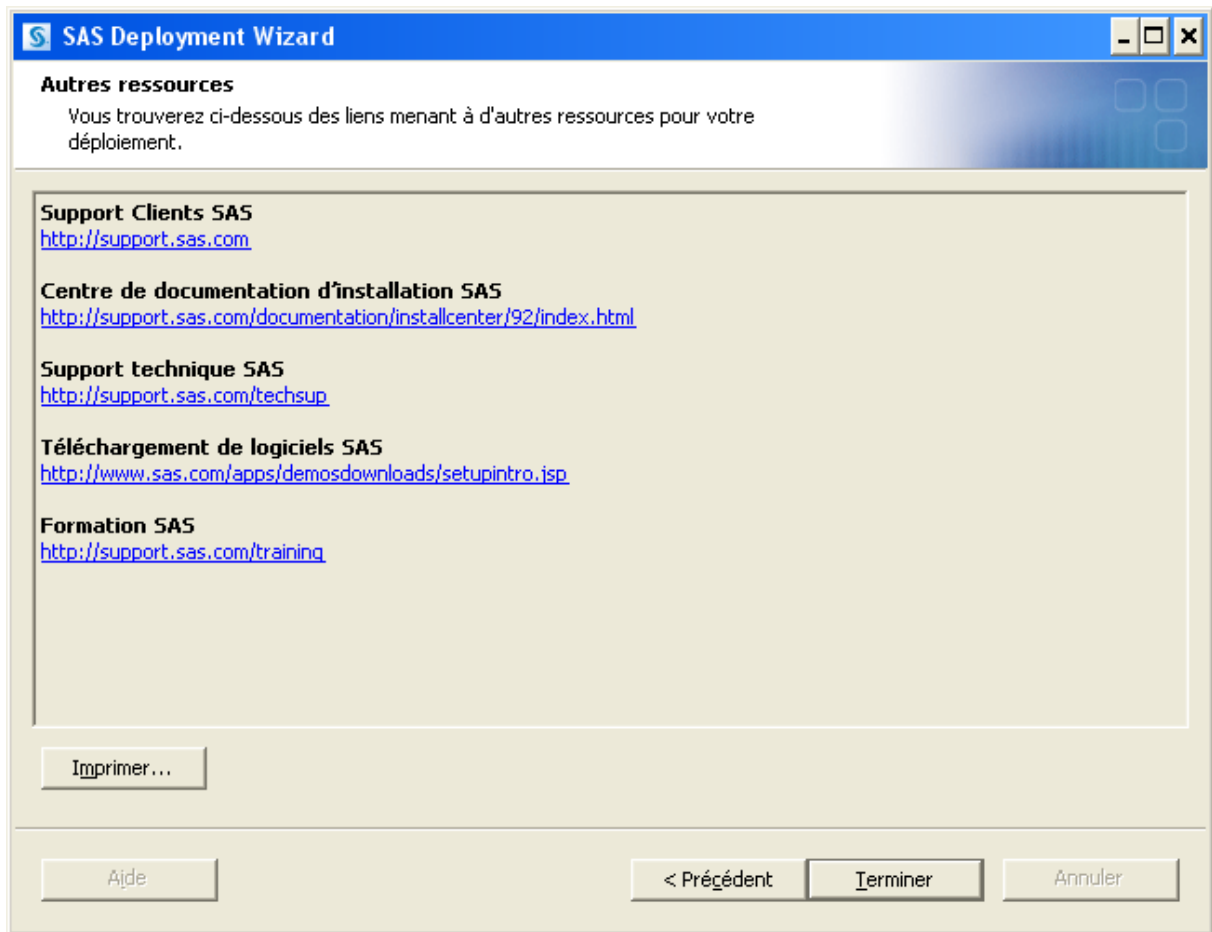 SAS Deployment Wizard
Autres ressources
Vous trouverez ci-dessous des liens menant à d'autres ressources pour votre
déploiement.
Support Clients SAS
http://support.sas.com
Centre de documentation d'installation SAS
http://support.sas.com/documentation/installcenter/92/index.html
Support technique SAS
http://support.sas.com/techsup
Téléchargement de logiciels SAS
http://www.sas.com/apps/demosdownloads/setupintro.jsp
Formation SAS
http://support.sas.com/training
Imprimer...
Aide
< Précédent
Terminer
Annuler